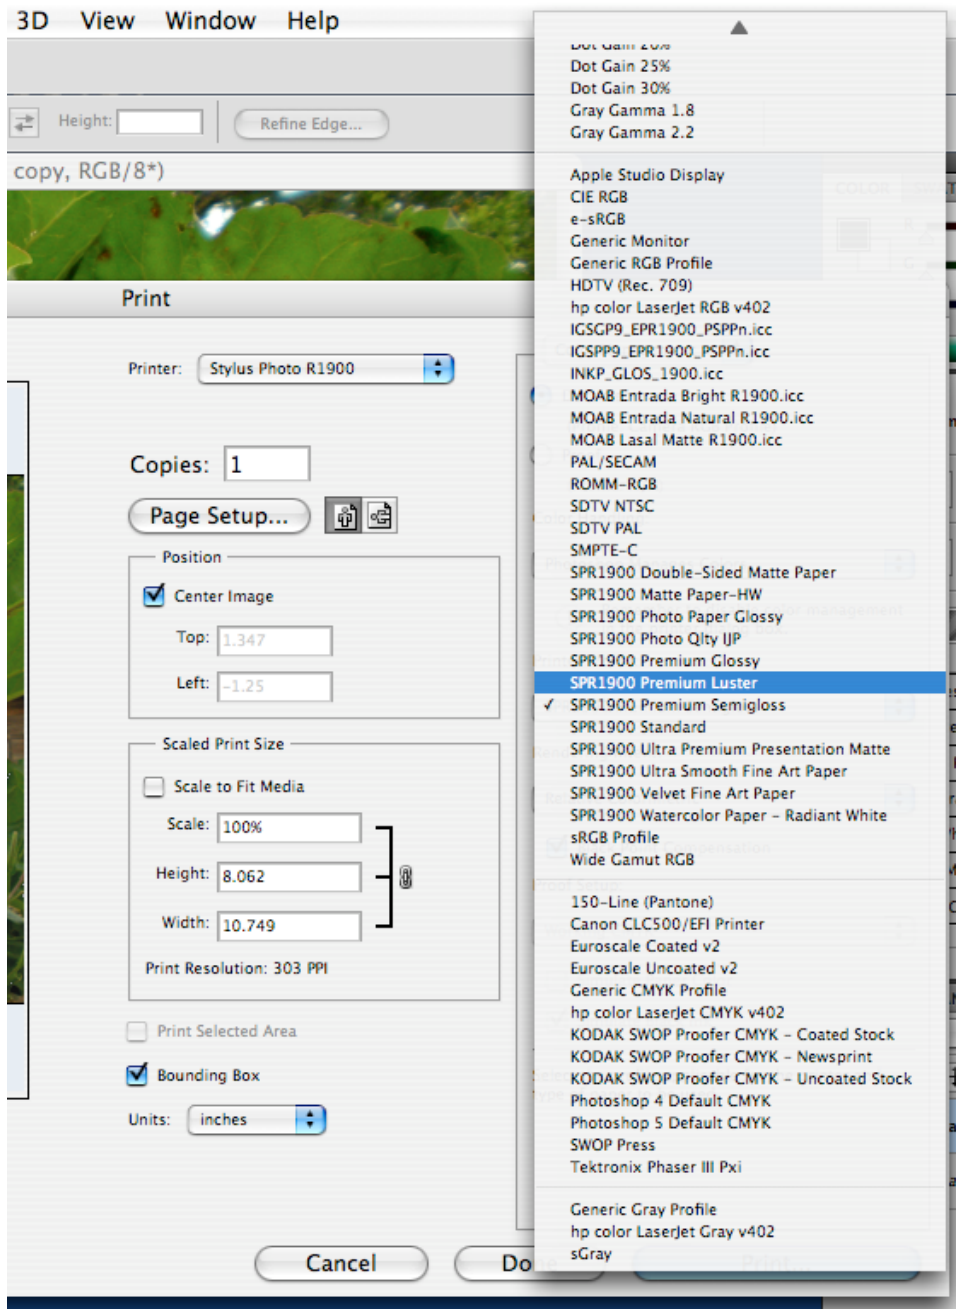 3D View Window Help
Height:
Refine Edge...
copy, RGB/8*)
Print
Printer: Stylus Photo R1900
Copies: 1
Page Setup...
Position
Center Image
Top: 1.347
Left: -1.25
Scaled Print Size
Scale to Fit Media
Scale: 100%
Height: 8.062
Width: 10.749
Print Resolution: 303 PPI
Print Selected Area
Bounding Box
Units: inches
Cancel
Print...
Dot Gain 20%
Dot Gain 25%
Dot Gain 30%
Gray Gamma 1.8
Gray Gamma 2.2
Apple Studio Display
CIE RGB
e-sRGB
Generic Monitor
Generic RGB Profile
HDTV (Rec. 709)
hp color LaserJet RGB v402
IGSGP9_EPR1900_PSPPn.icc
IGSPP9_EPR1900_PSPPn.icc
INKP_GLOS_1900.icc
MOAB Entrada Bright R1900.icc
MOAB Entrada Natural R1900.icc
MOAB Lasal Matte R1900.icc
PAL/SECAM
ROMM-RGB
SDTV NTSC
SDTV PAL
SMPTE-C
SPR1900 Double-Sided Matte Paper
SPR1900 Matte Paper-HW
SPR1900 Photo Paper Glossy
SPR1900 Photo Qlty IJP
SPR1900 Premium Glossy
SPR1900 Premium Luster
✓ SPR1900 Premium Semigloss
SPR1900 Standard
SPR1900 Ultra Premium Presentation Matte
SPR1900 Ultra Smooth Fine Art Paper
SPR1900 Velvet Fine Art Paper
SPR1900 Watercolor Paper - Radiant White
sRGB Profile
Wide Gamut RGB
150-Line (Pantone)
Canon CLC500/EFI Printer
Euroscale Coated v2
Euroscale Uncoated v2
Generic CMYK Profile
hp color LaserJet CMYK v402
KODAK SWOP Proofer CMYK - Coated Stock
KODAK SWOP Proofer CMYK - Newsprint
KODAK SWOP Proofer CMYK - Uncoated Stock
Photoshop 4 Default CMYK
Photoshop 5 Default CMYK
SWOP Press
Tektronix Phaser III Pxi
Generic Gray Profile
hp color LaserJet Gray v402
sGray